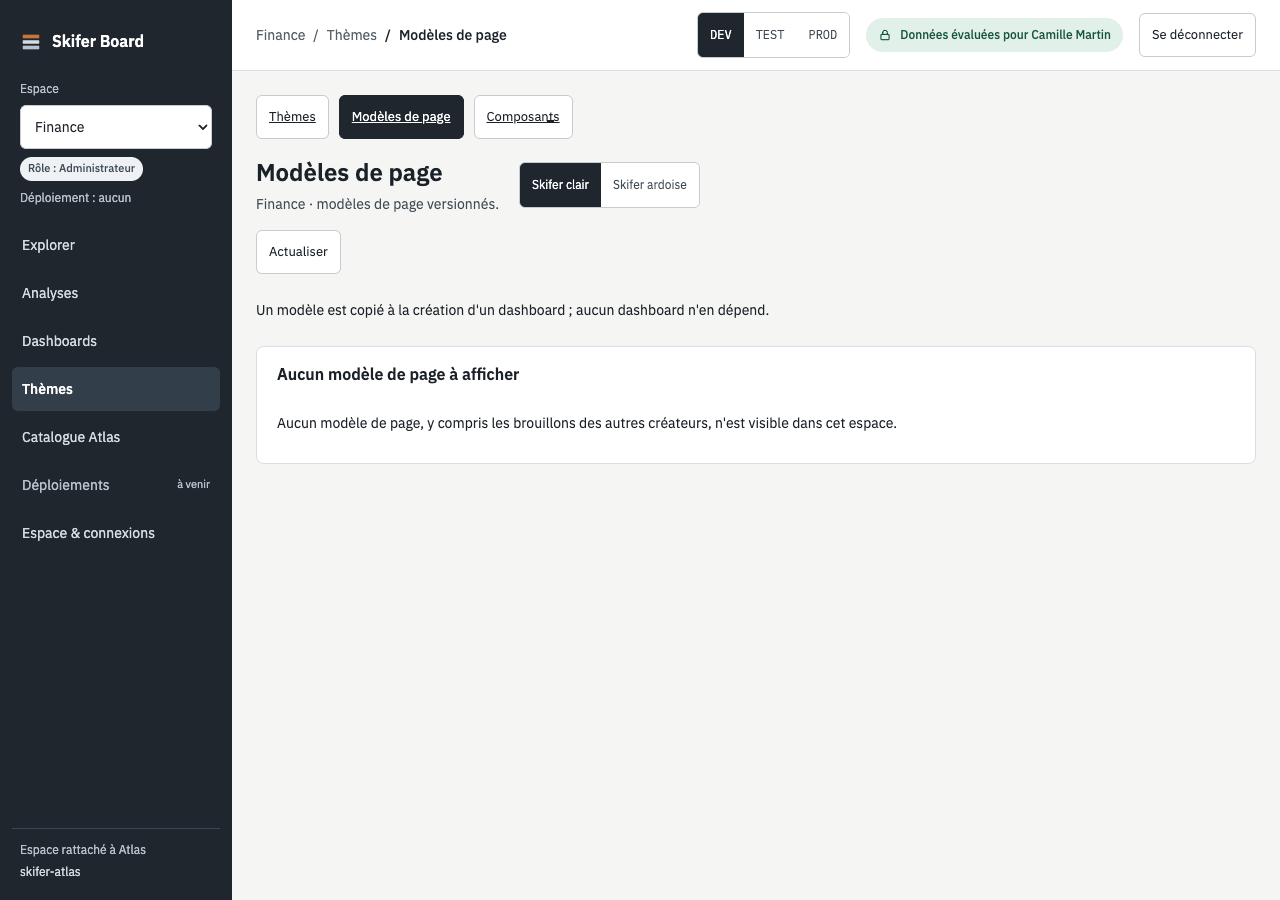 Skifer Board
Espace
Finance
Rôle : Administrateur
Déploiement : aucun
Explorer
Analyses
Dashboards
Thèmes
Catalogue Atlas
Déploiements à venir
Espace & connexions
Espace rattaché à Atlas
skifer-atlas
Finance / Thèmes / Modèles de page
DEV TEST PROD
Données évaluées pour Camille Martin
Se déconnecter
Thèmes Modèles de page Composants
Modèles de page
Finance · modèles de page versionnés.
Skifer clair Skifer ardoise
Actualiser
Un modèle est copié à la création d'un dashboard ; aucun dashboard n'en dépend.
Aucun modèle de page à afficher
Aucun modèle de page, y compris les brouillons des autres créateurs, n'est visible dans cet espace.